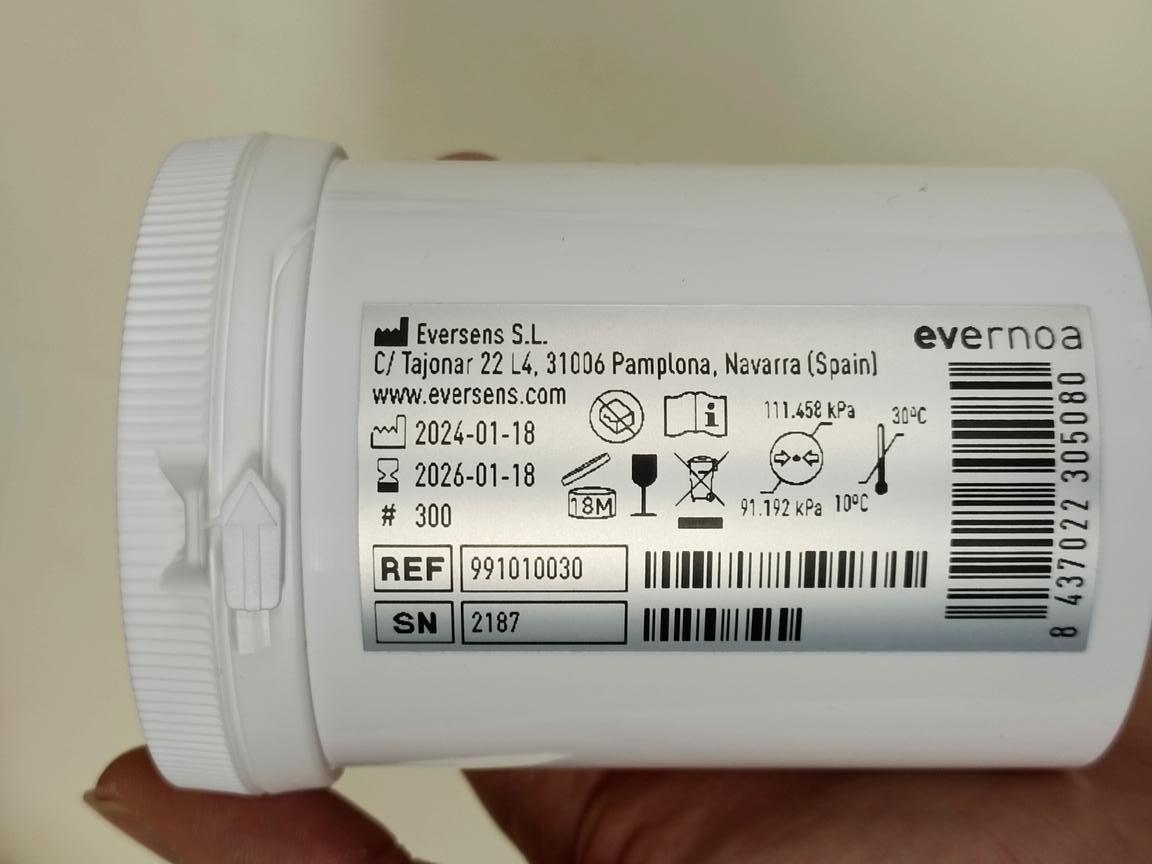 Eversens S.L.
C/ Tajonar 22 L4, 31006 Pamplona, Navarra (Spain)
www.eversens.com
evernoa
2024-01-18
2026-01-18
# 300
18M
111.458 kPa
91.192 kPa
30ºC
10ºC
REF 991010030
SN 2187
8 437022 305080